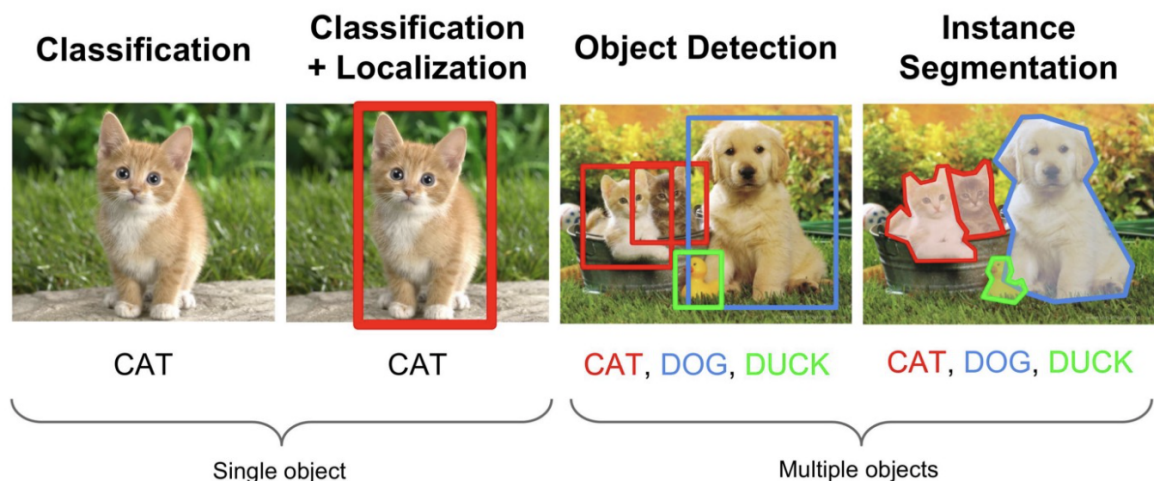 Classification
Classification
+ Localization
Object Detection
Instance
Segmentation
CAT
CAT
CAT, DOG, DUCK
CAT, DOG, DUCK
Single object
Multiple objects